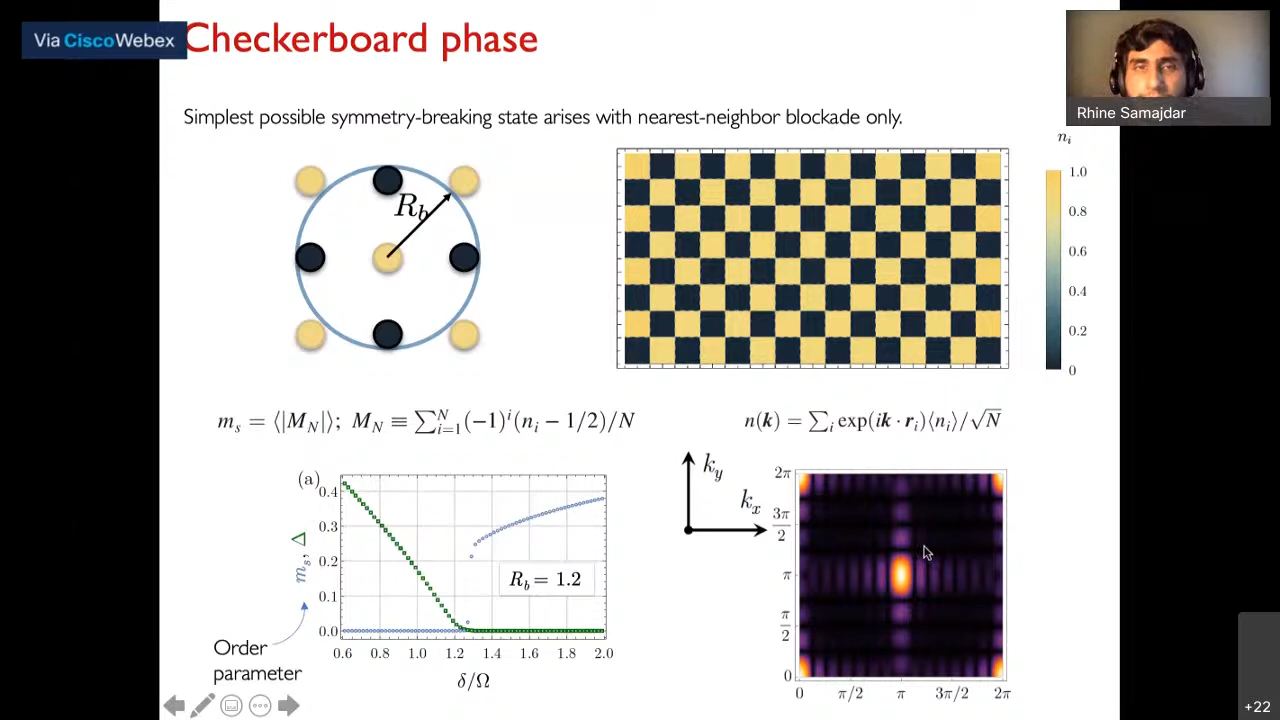 Via CiscoWebex
Checkerboard phase
Rhine Samajdar
Simplest possible symmetry-breaking state arises with nearest-neighbor blockade only.
R_b
n_i
1.0
0.8
0.6
0.4
0.2
0
m_s = ⟨|M_N|⟩; M_N ≡ ∑_{i=1}^N (−1)^i (n_i − 1/2)/N
n(k) = ∑_i exp(ik · r_i)⟨n_i⟩/√N
(a)
0.4
0.3
0.2
0.1
0.0
m_s, Δ
R_b = 1.2
0.6 0.8 1.0 1.2 1.4 1.6 1.8 2.0
δ/Ω
Order
parameter
k_y
k_x
2π
3π/2
π
π/2
0
0 π/2 π 3π/2 2π
+22